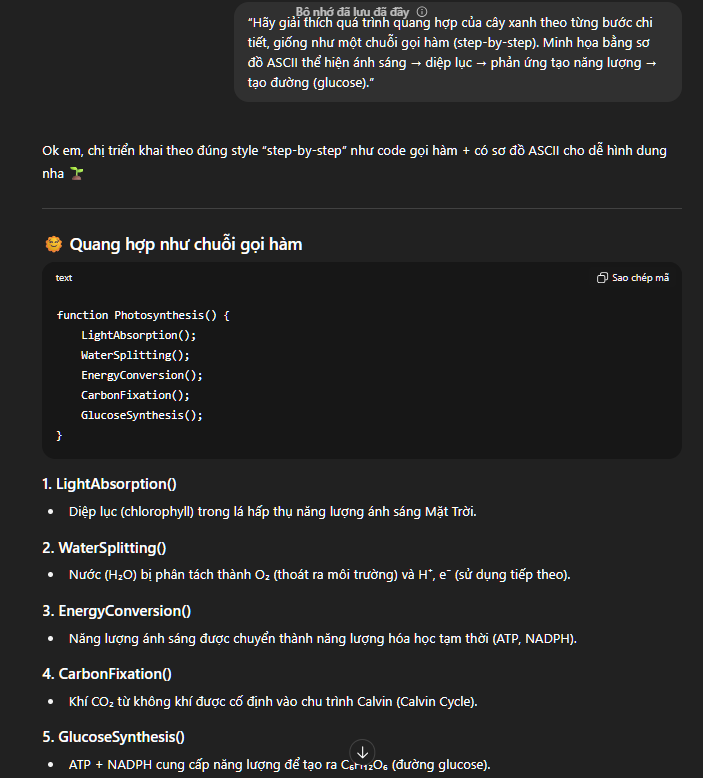 Bộ nhớ đã lưu đã đầy
“Hãy giải thích quá trình quang hợp của cây xanh theo từng bước chi
tiết, giống như một chuỗi gọi hàm (step-by-step). Minh họa bằng sơ
đồ ASCII thể hiện ánh sáng → diệp lục → phản ứng tạo năng lượng →
tạo đường (glucose).”
Ok em, chị triển khai theo đúng style “step-by-step” như code gọi hàm + có sơ đồ ASCII cho dễ hình dung
nha 🌱
🌞 Quang hợp như chuỗi gọi hàm
text
Sao chép mã
function Photosynthesis() {
    LightAbsorption();
    WaterSplitting();
    EnergyConversion();
    CarbonFixation();
    GlucoseSynthesis();
}
1. LightAbsorption()
• Diệp lục (chlorophyll) trong lá hấp thụ năng lượng ánh sáng Mặt Trời.
2. WaterSplitting()
• Nước (H₂O) bị phân tách thành O₂ (thoát ra môi trường) và H⁺, e⁻ (sử dụng tiếp theo).
3. EnergyConversion()
• Năng lượng ánh sáng được chuyển thành năng lượng hóa học tạm thời (ATP, NADPH).
4. CarbonFixation()
• Khí CO₂ từ không khí được cố định vào chu trình Calvin (Calvin Cycle).
5. GlucoseSynthesis()
• ATP + NADPH cung cấp năng lượng để tạo ra C₆H₁₂O₆ (đường glucose).